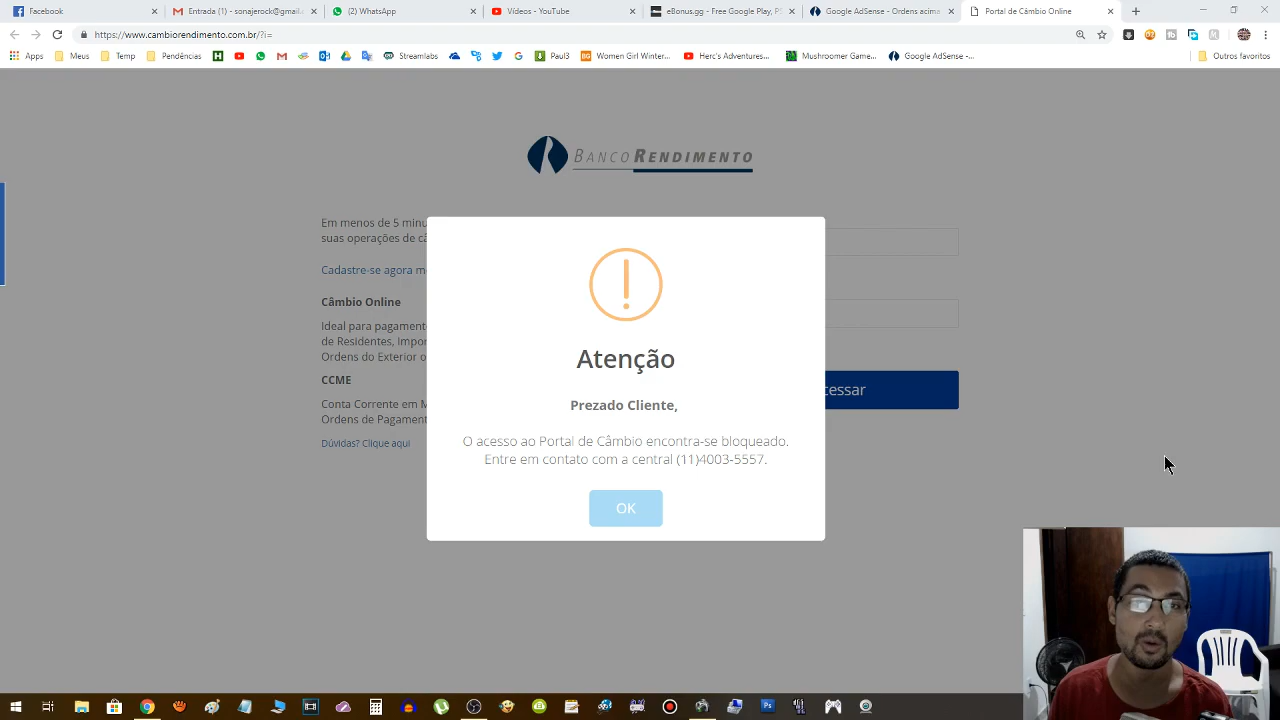 Facebook
Entrada (1) - sonajerock@gmail.
(2) WhatsApp
Vídeos - YouTube
eBonus.gg - Free Google Play, PS
Google AdSense - Ordens acima
Portal de Câmbio Online
https://www.cambiorendimento.com.br/?i=
Apps
Meus
Temp
Pendências
Streamlabs
Paul3
Women Girl Winter...
Herc's Adventures...
Mushroomer Game...
Google AdSense -...
Outros favoritos
BANCO RENDIMENTO
Em menos de 5 minu
suas operações de câ
Cadastre-se agora m
Câmbio Online
Ideal para pagament
de Residentes, Impor
Ordens do Exterior o
CCME
Conta Corrente em M
Ordens de Pagament
Dúvidas? Clique aqui
cessar
Atenção
Prezado Cliente,
O acesso ao Portal de Câmbio encontra-se bloqueado.
Entre em contato com a central (11)4003-5557.
OK